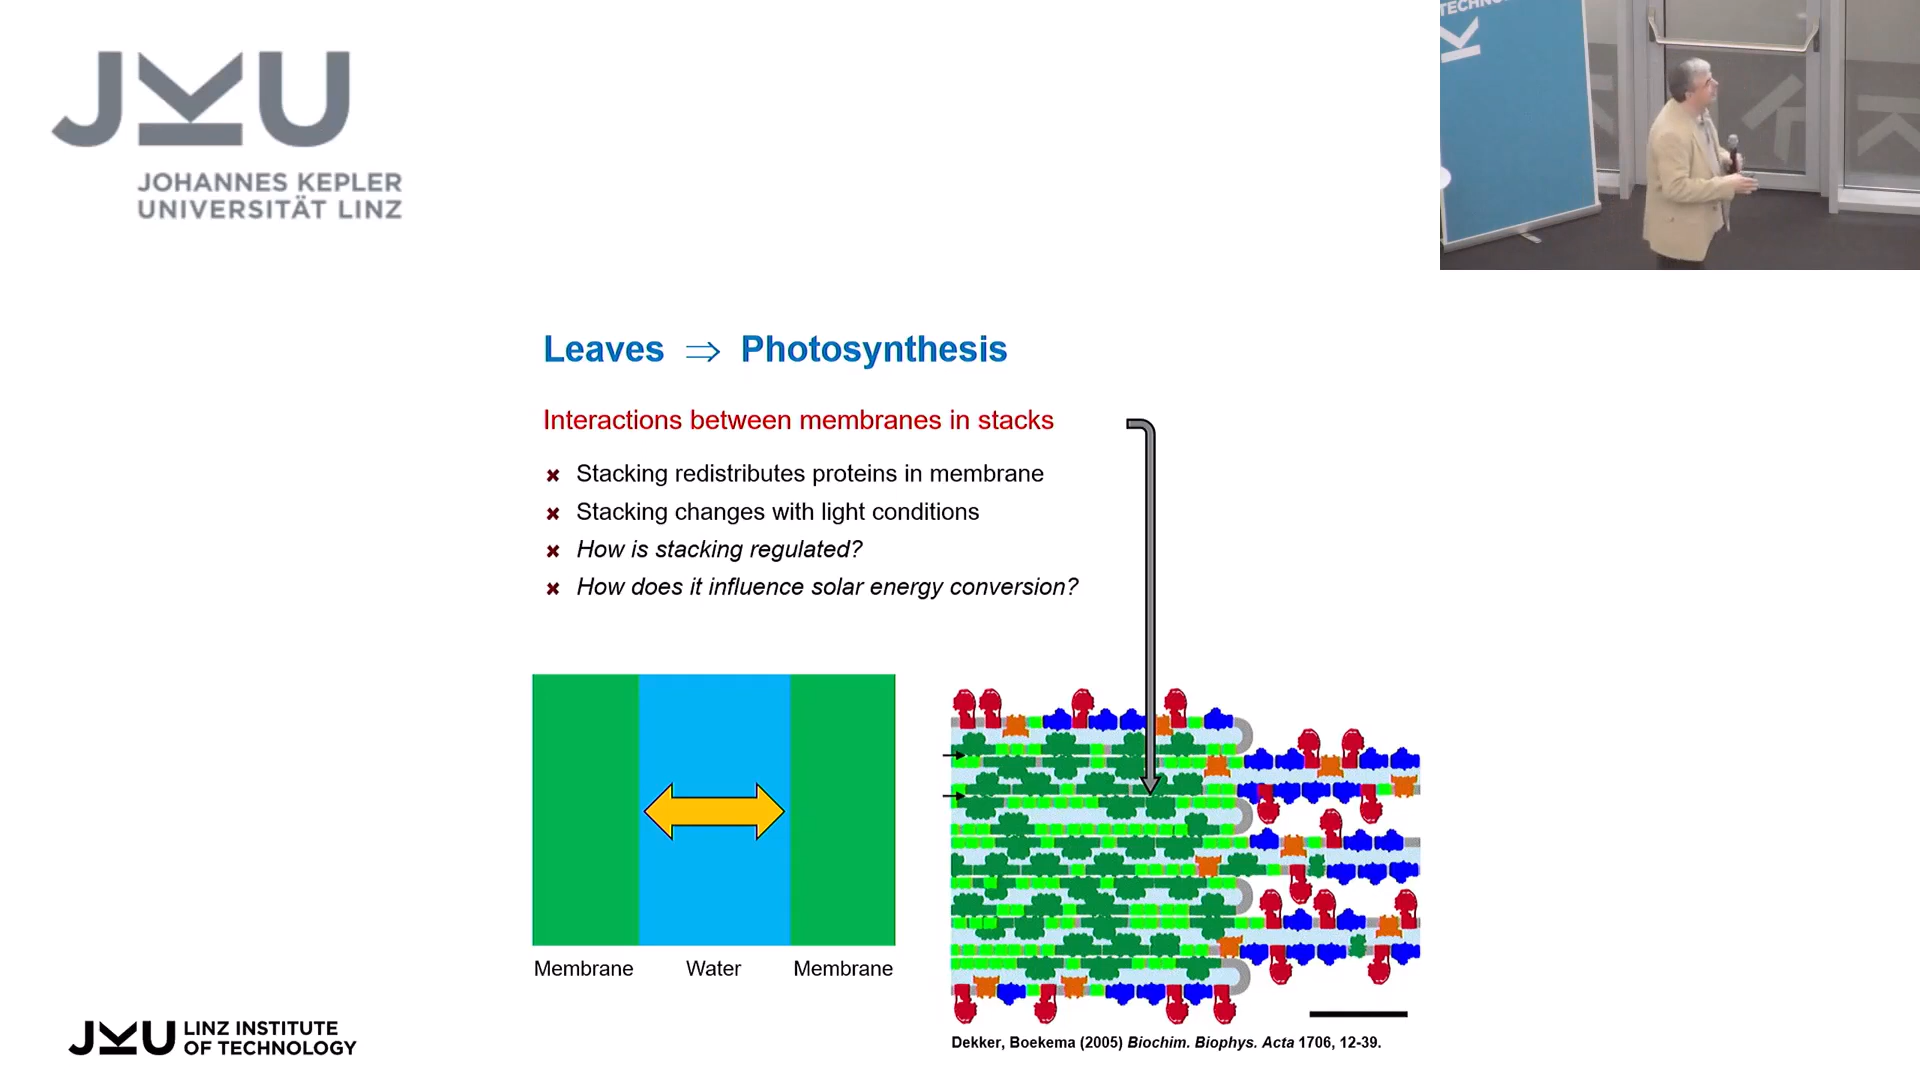 JKU
JOHANNES KEPLER
UNIVERSITÄT LINZ
TECHNO
Leaves ⇒ Photosynthesis
Interactions between membranes in stacks
✖ Stacking redistributes proteins in membrane
✖ Stacking changes with light conditions
✖ How is stacking regulated?
✖ How does it influence solar energy conversion?
Membrane Water Membrane
Dekker, Boekema (2005) Biochim. Biophys. Acta 1706, 12-39.
JKU LINZ INSTITUTE
OF TECHNOLOGY